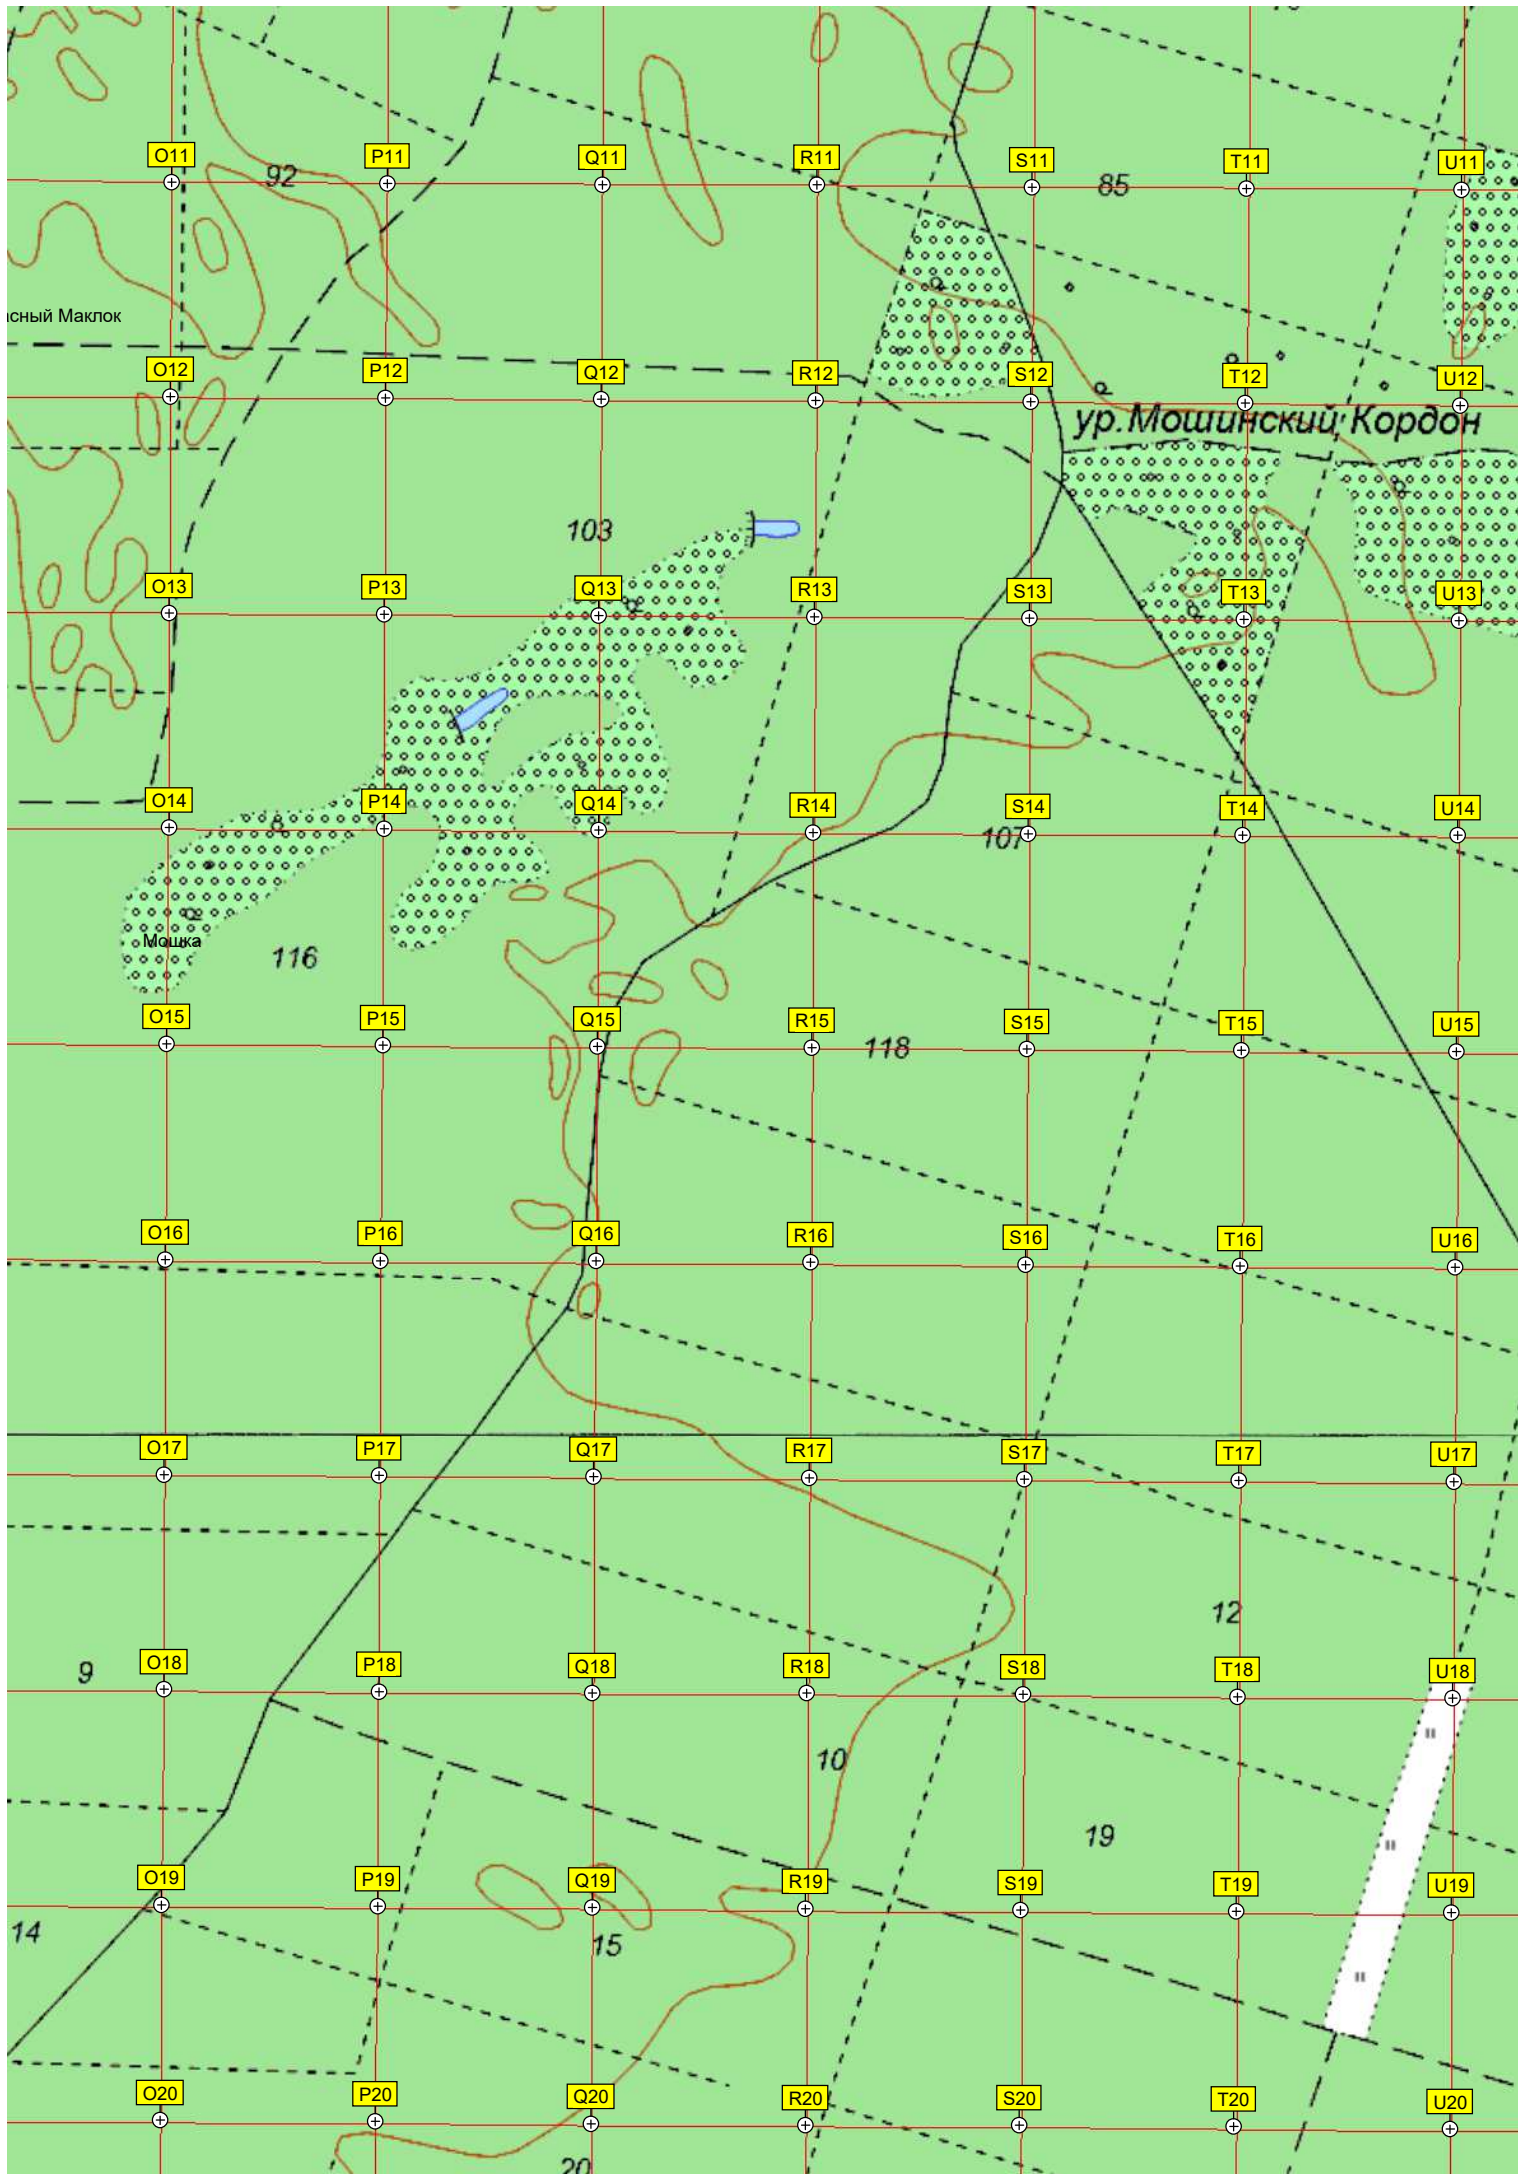 O11 P11 Q11 R11 S11 T11 U11
92 85
асный Маклок
O12 P12 Q12 R12 S12 T12 U12
ур.Мошинский Кордон
103
O13 P13 Q13 R13 S13 T13 U13
O14 P14 Q14 R14 S14 T14 U14
107
Мошка
116
O15 P15 Q15 R15 S15 T15 U15
118
O16 P16 Q16 R16 S16 T16 U16
O17 P17 Q17 R17 S17 T17 U17
12
9
O18 P18 Q18 R18 S18 T18 U18
10
19
O19 P19 Q19 R19 S19 T19 U19
14
15
O20 P20 Q20 R20 S20 T20 U20
20